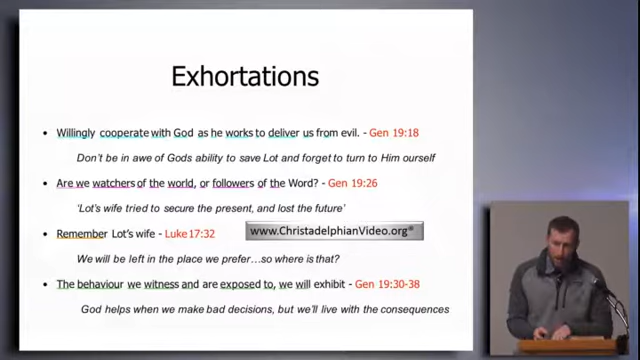 Exhortations
• Willingly cooperate with God as he works to deliver us from evil. - Gen 19:18
Don't be in awe of Gods ability to save Lot and forget to turn to Him ourself
• Are we watchers of the world, or followers of the Word? - Gen 19:26
'Lot's wife tried to secure the present, and lost the future'
• Remember Lot's wife - Luke 17:32
www.ChristadelphianVideo.org®
We will be left in the place we prefer...so where is that?
• The behaviour we witness and are exposed to, we will exhibit - Gen 19:30-38
God helps when we make bad decisions, but we'll live with the consequences